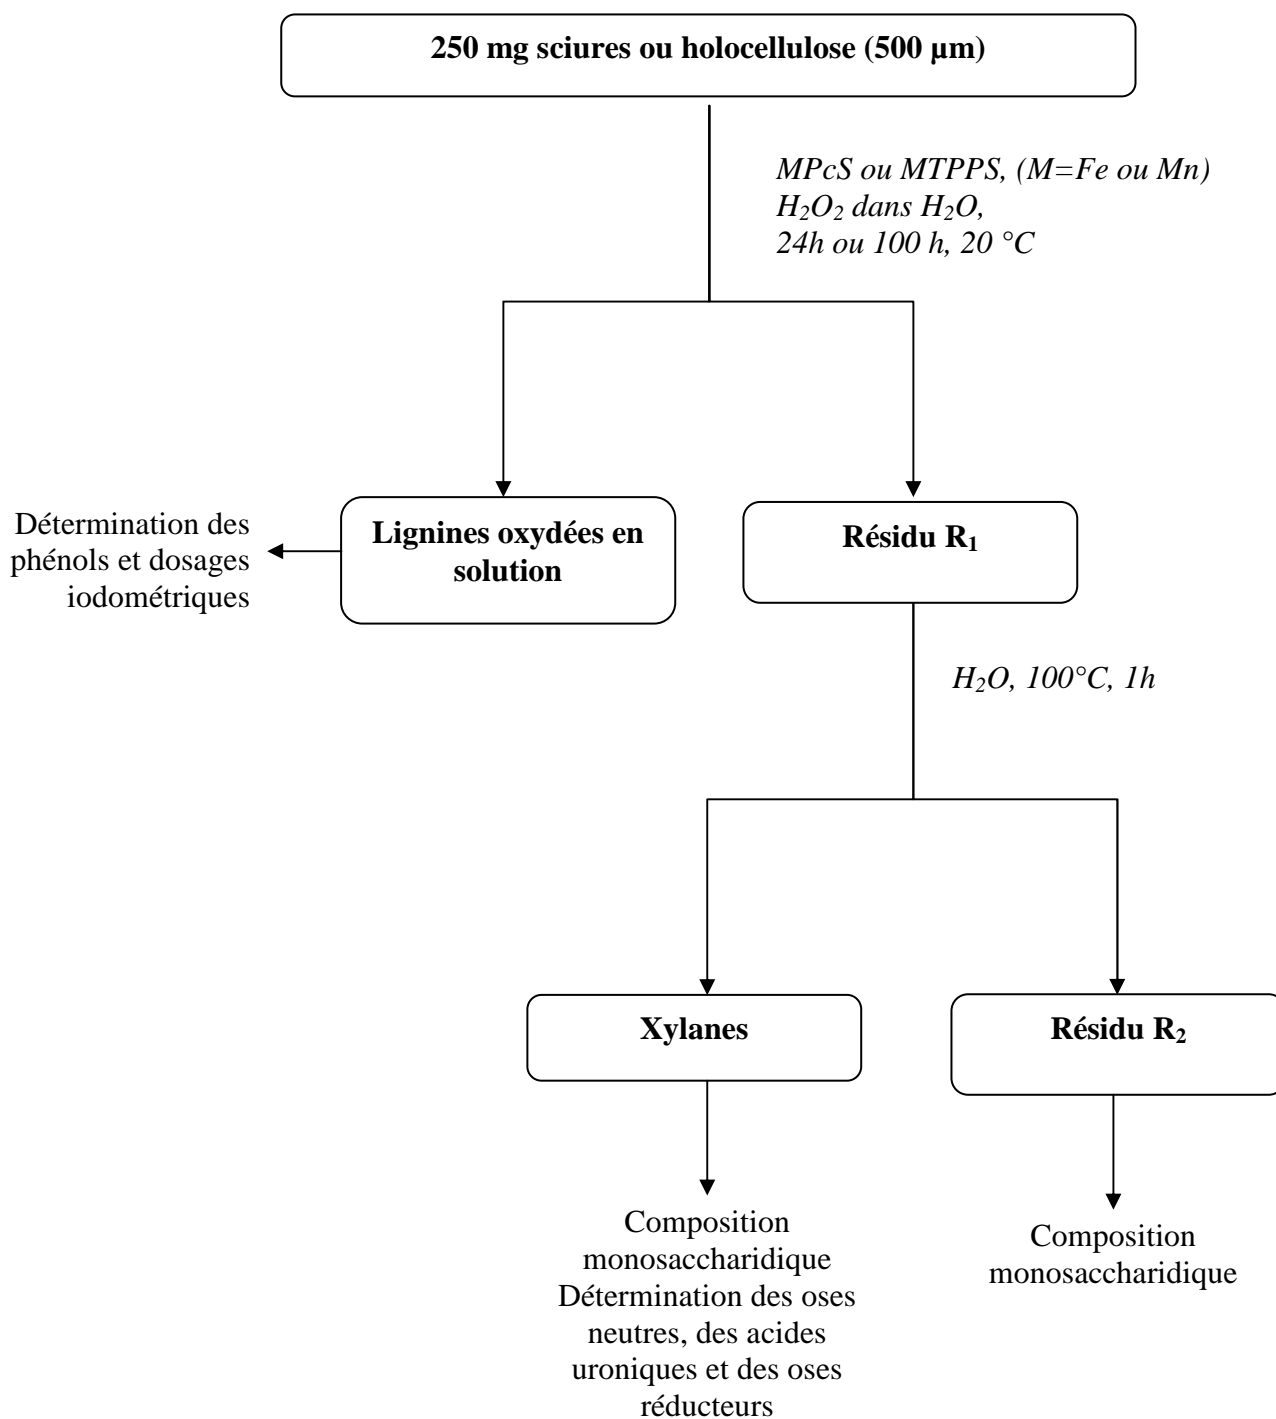 250 mg sciures ou holocellulose (500 µm)
MPcS ou MTPPS, (M=Fe ou Mn)
H₂O₂ dans H₂O,
24h ou 100 h, 20 °C
Détermination des
phénols et dosages
iodométriques
Lignines oxydées en
solution
Résidu R₁
H₂O, 100°C, 1h
Xylanes
Résidu R₂
Composition
monosaccharidique
Détermination des oses
neutres, des acides
uroniques et des oses
réducteurs
Composition
monosaccharidique